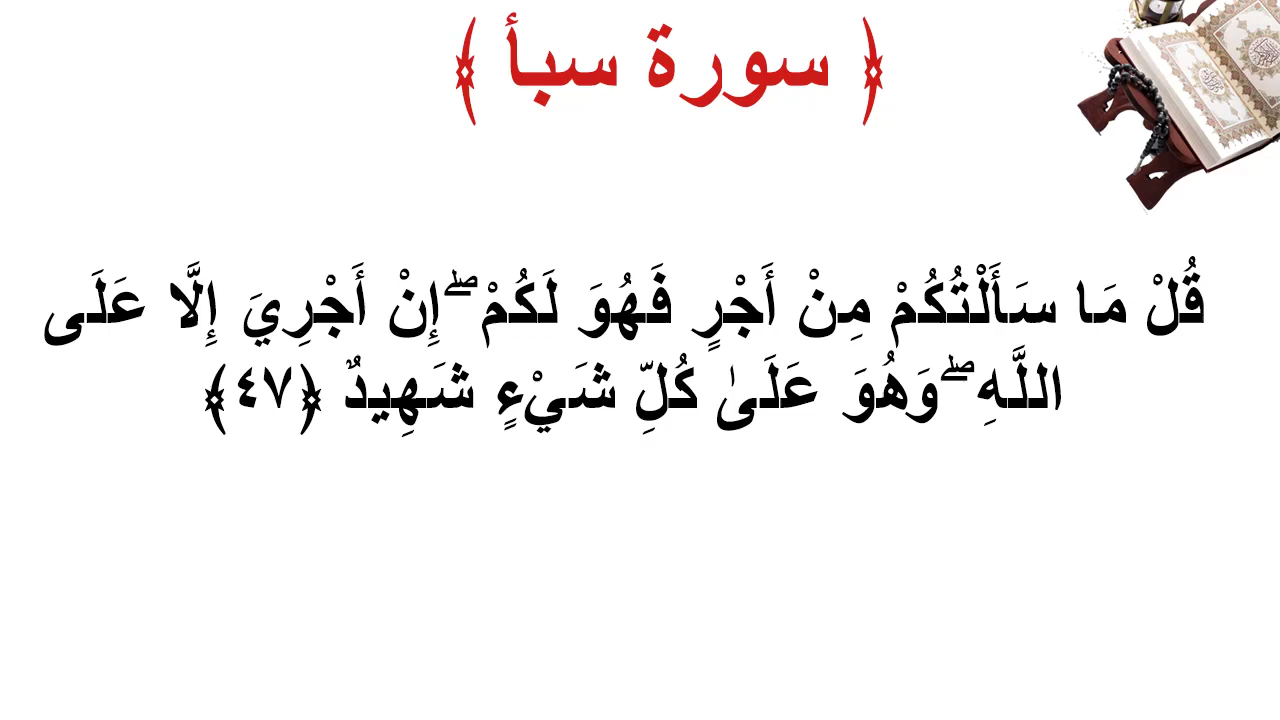 ﴿ سورة سبأ ﴾
قُلْ مَا سَأَلْتُكُمْ مِنْ أَجْرٍ فَهُوَ لَكُمْ ۖ إِنْ أَجْرِيَ إِلَّا عَلَى
اللَّهِ ۖ وَهُوَ عَلَىٰ كُلِّ شَيْءٍ شَهِيدٌ ﴿٤٧﴾